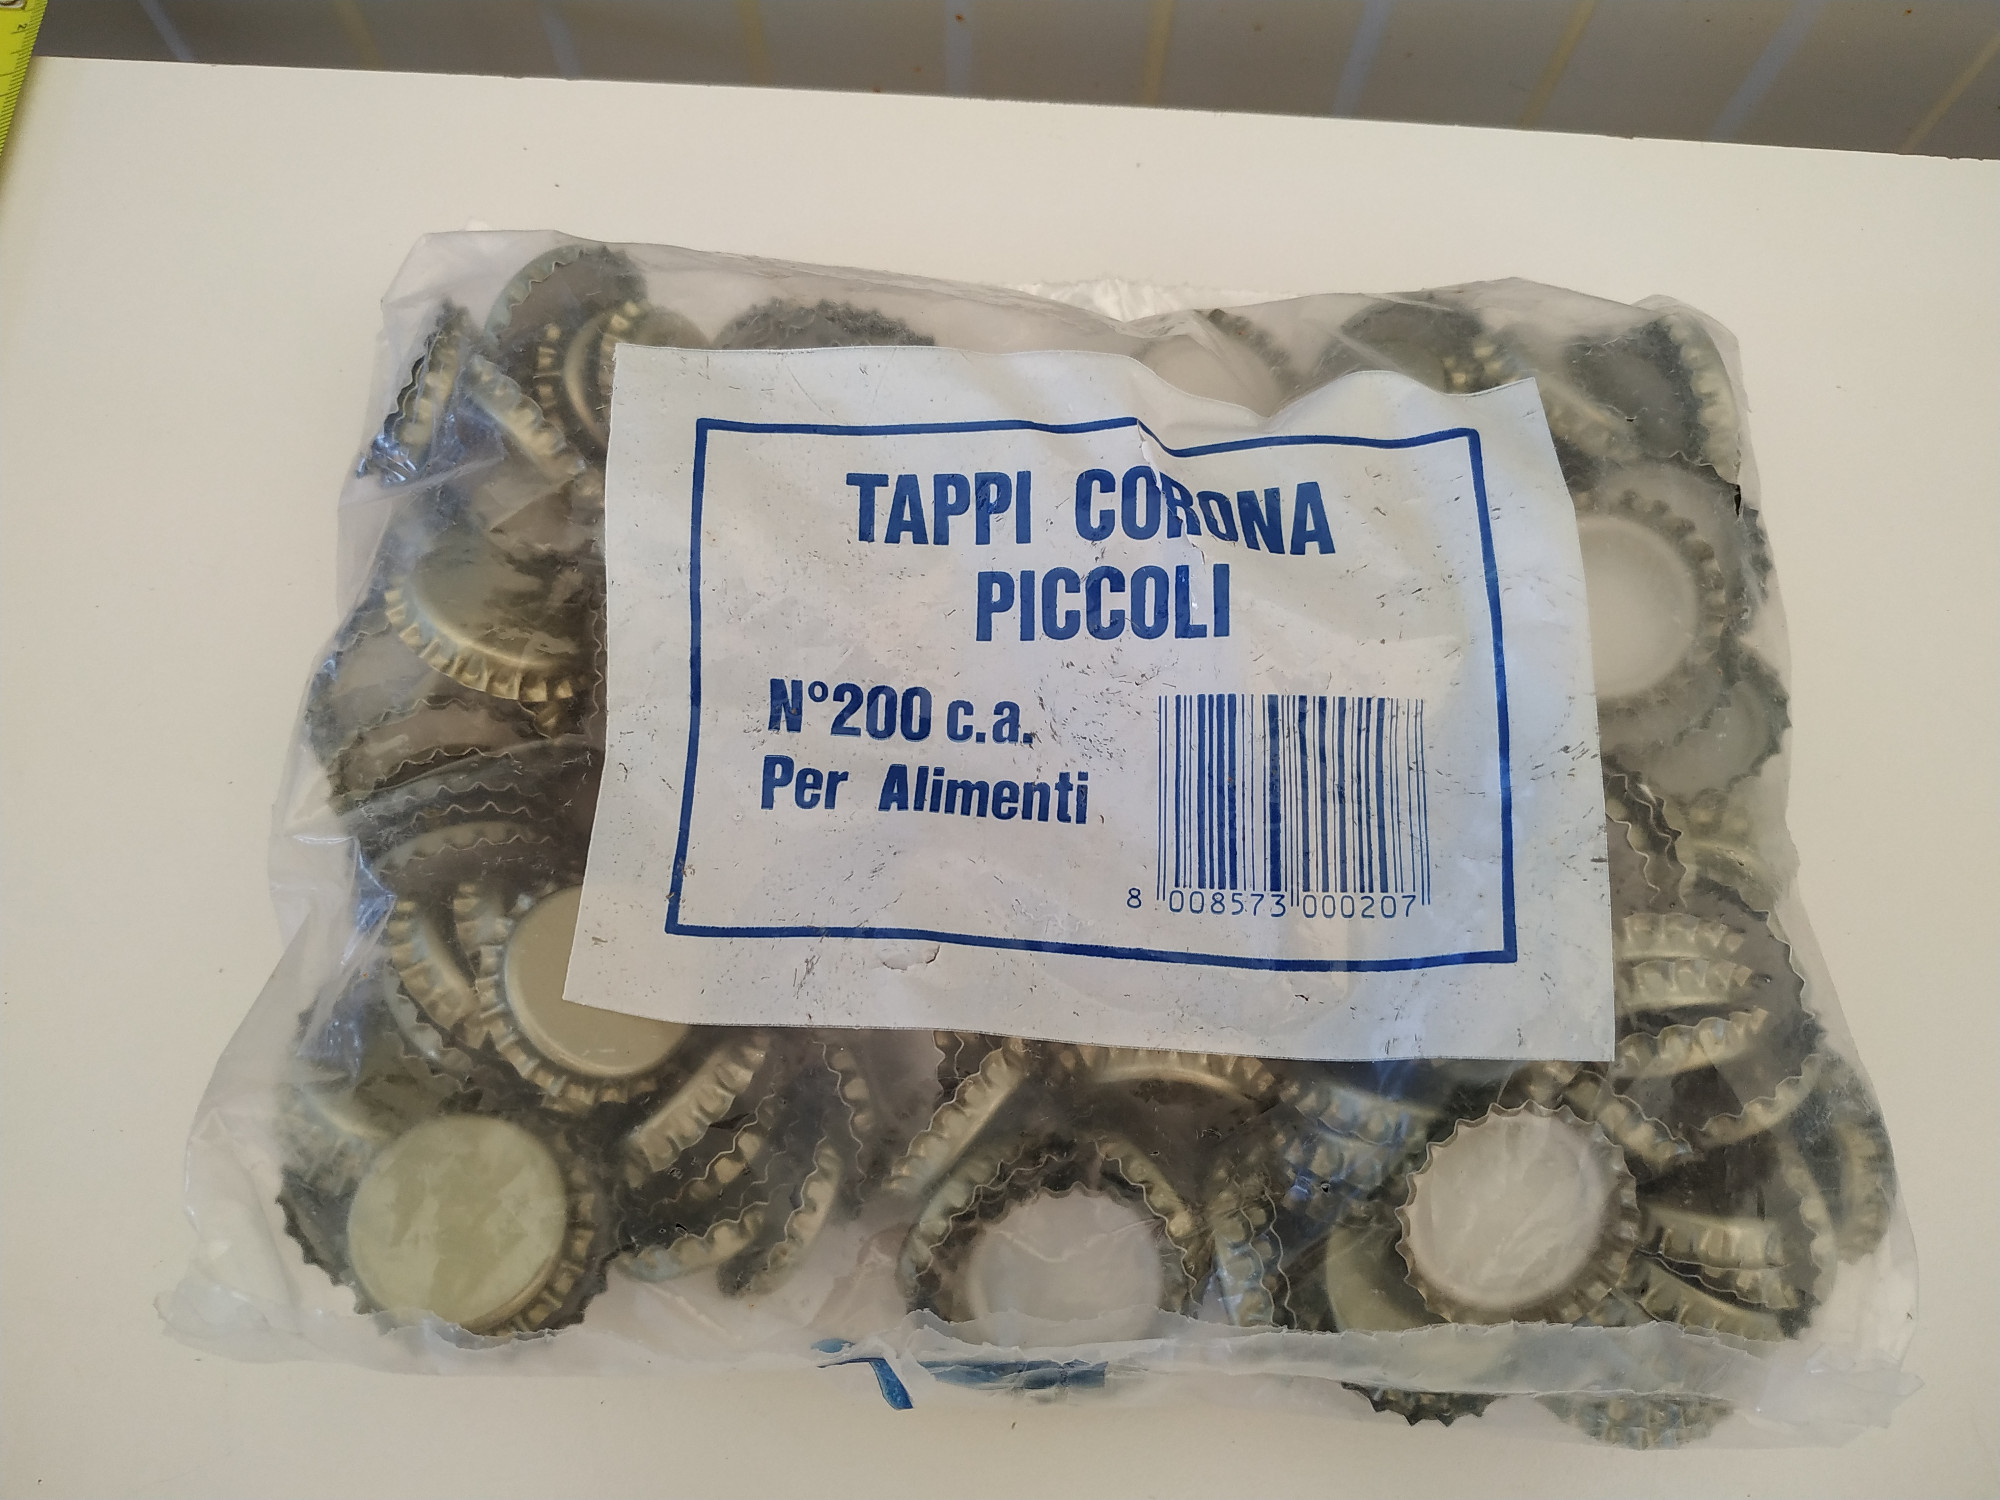 TAPPI CORONA
PICCOLI
N°200 c.a.
Per Alimenti
8 008573 000207